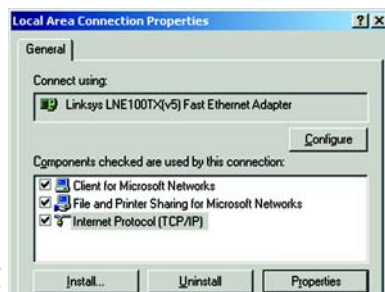 Local Area Connection Properties
General
Connect using:
Linksys LNE100TX(v5) Fast Ethernet Adapter
Configure
Components checked are used by this connection:
Client for Microsoft Networks
File and Printer Sharing for Microsoft Networks
Internet Protocol (TCP/IP)
Install... Uninstall Properties